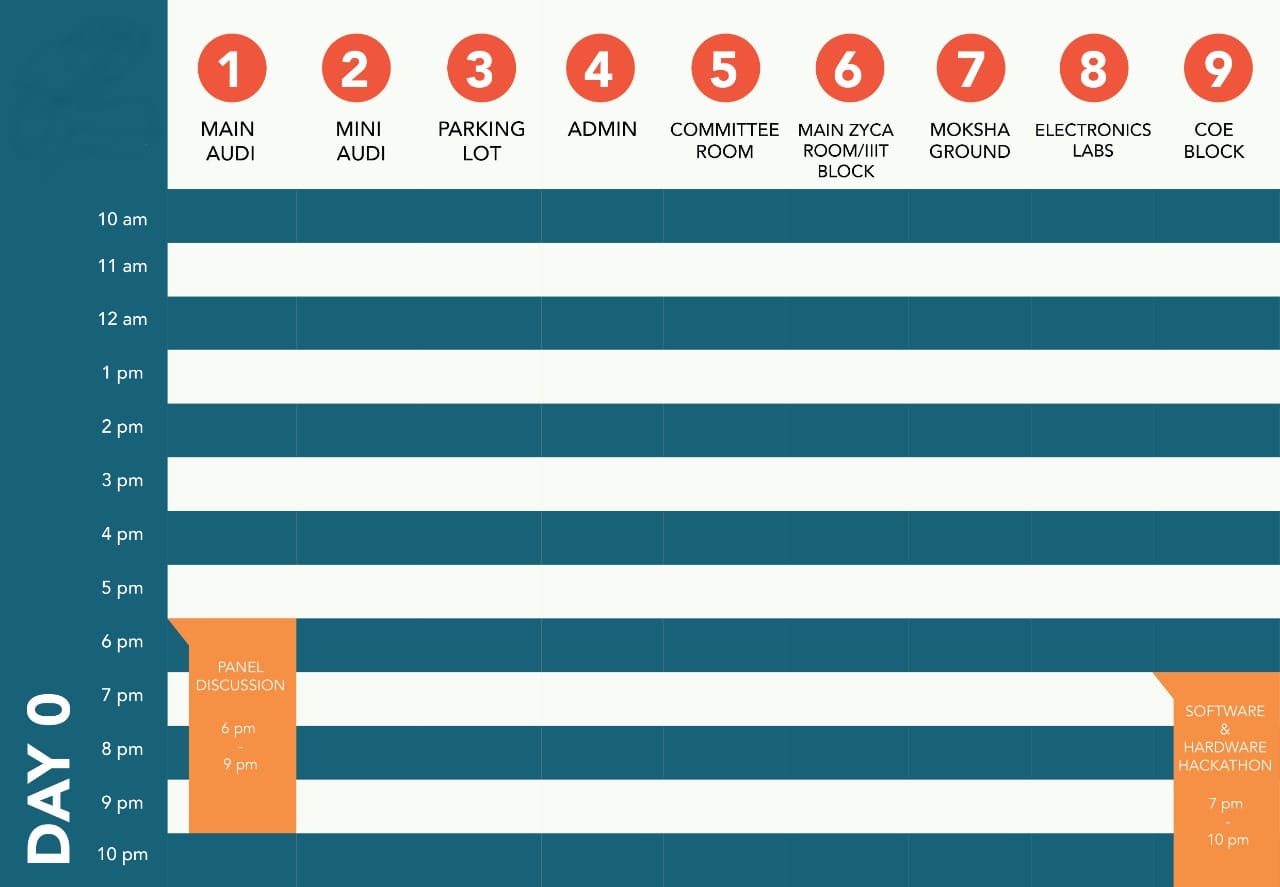 1 2 3 4 5 6 7 8 9
MAIN
AUDI
MINI
AUDI
PARKING
LOT
ADMIN
COMMITTEE
ROOM
MAIN ZYCA
ROOM/IIIT
BLOCK
MOKSHA
GROUND
ELECTRONICS
LABS
COE
BLOCK
10 am
11 am
12 am
1 pm
2 pm
3 pm
4 pm
5 pm
6 pm
7 pm
8 pm
9 pm
10 pm
DAY 0
PANEL
DISCUSSION
6 pm
-
9 pm
SOFTWARE
&
HARDWARE
HACKATHON
7 pm
-
10 pm